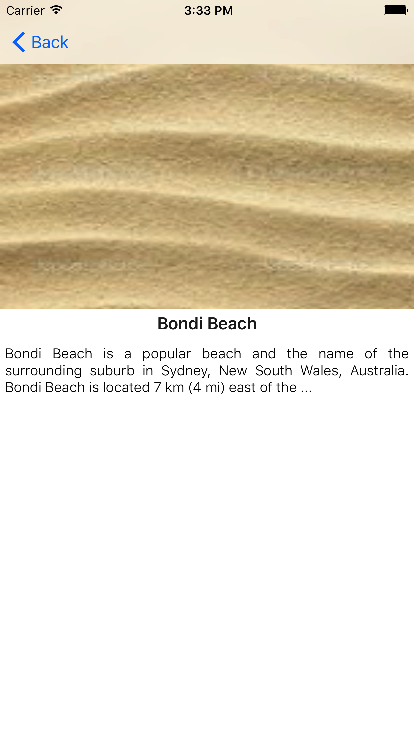 Carrier 3:33 PM
Back
Bondi Beach
Bondi Beach is a popular beach and the name of the
surrounding suburb in Sydney, New South Wales, Australia.
Bondi Beach is located 7 km (4 mi) east of the ...